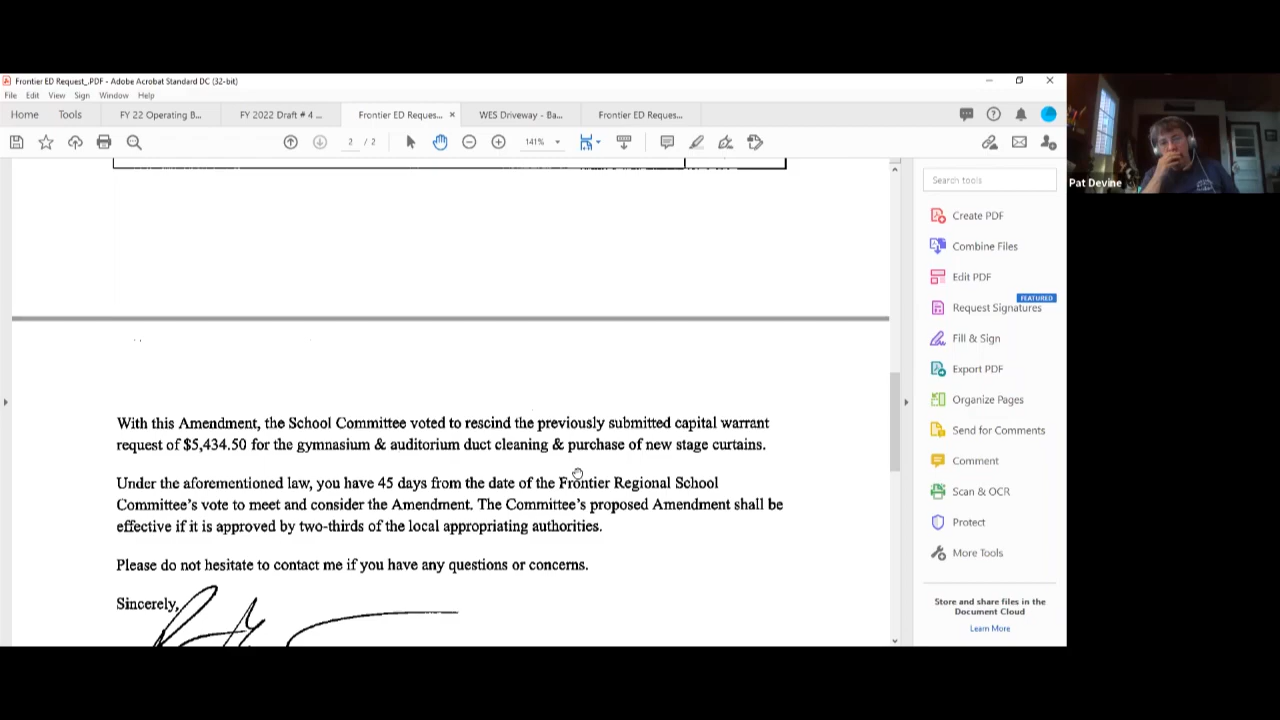 Frontier ED Request_.PDF - Adobe Acrobat Standard DC (32-bit)
File Edit View Sign Window Help
Home Tools FY 22 Operating B... FY 2022 Draft # 4 ... Frontier ED Reques... × WES Driveway - Ba... Frontier ED Reques...
2 / 2 141%
With this Amendment, the School Committee voted to rescind the previously submitted capital warrant
request of $5,434.50 for the gymnasium & auditorium duct cleaning & purchase of new stage curtains.
Under the aforementioned law, you have 45 days from the date of the Frontier Regional School
Committee's vote to meet and consider the Amendment. The Committee's proposed Amendment shall be
effective if it is approved by two-thirds of the local appropriating authorities.
Please do not hesitate to contact me if you have any questions or concerns.
Sincerely,
Search tools
Create PDF
Combine Files
Edit PDF
FEATURED
Request Signatures
Fill & Sign
Export PDF
Organize Pages
Send for Comments
Comment
Scan & OCR
Protect
More Tools
Store and share files in the
Document Cloud
Learn More
Pat Devine